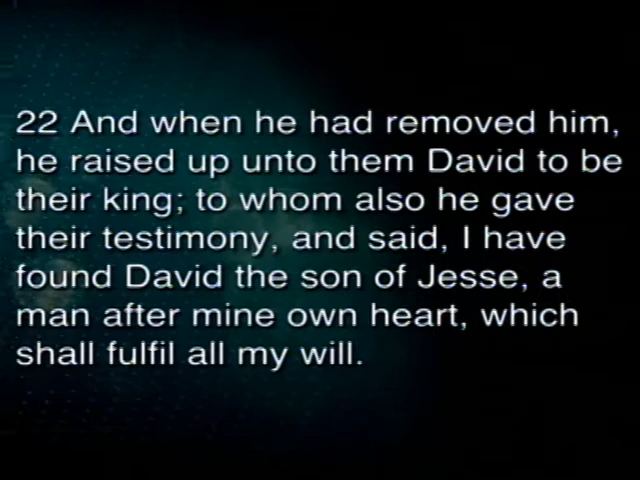 22 And when he had removed him,
he raised up unto them David to be
their king; to whom also he gave
their testimony, and said, I have
found David the son of Jesse, a
man after mine own heart, which
shall fulfil all my will.